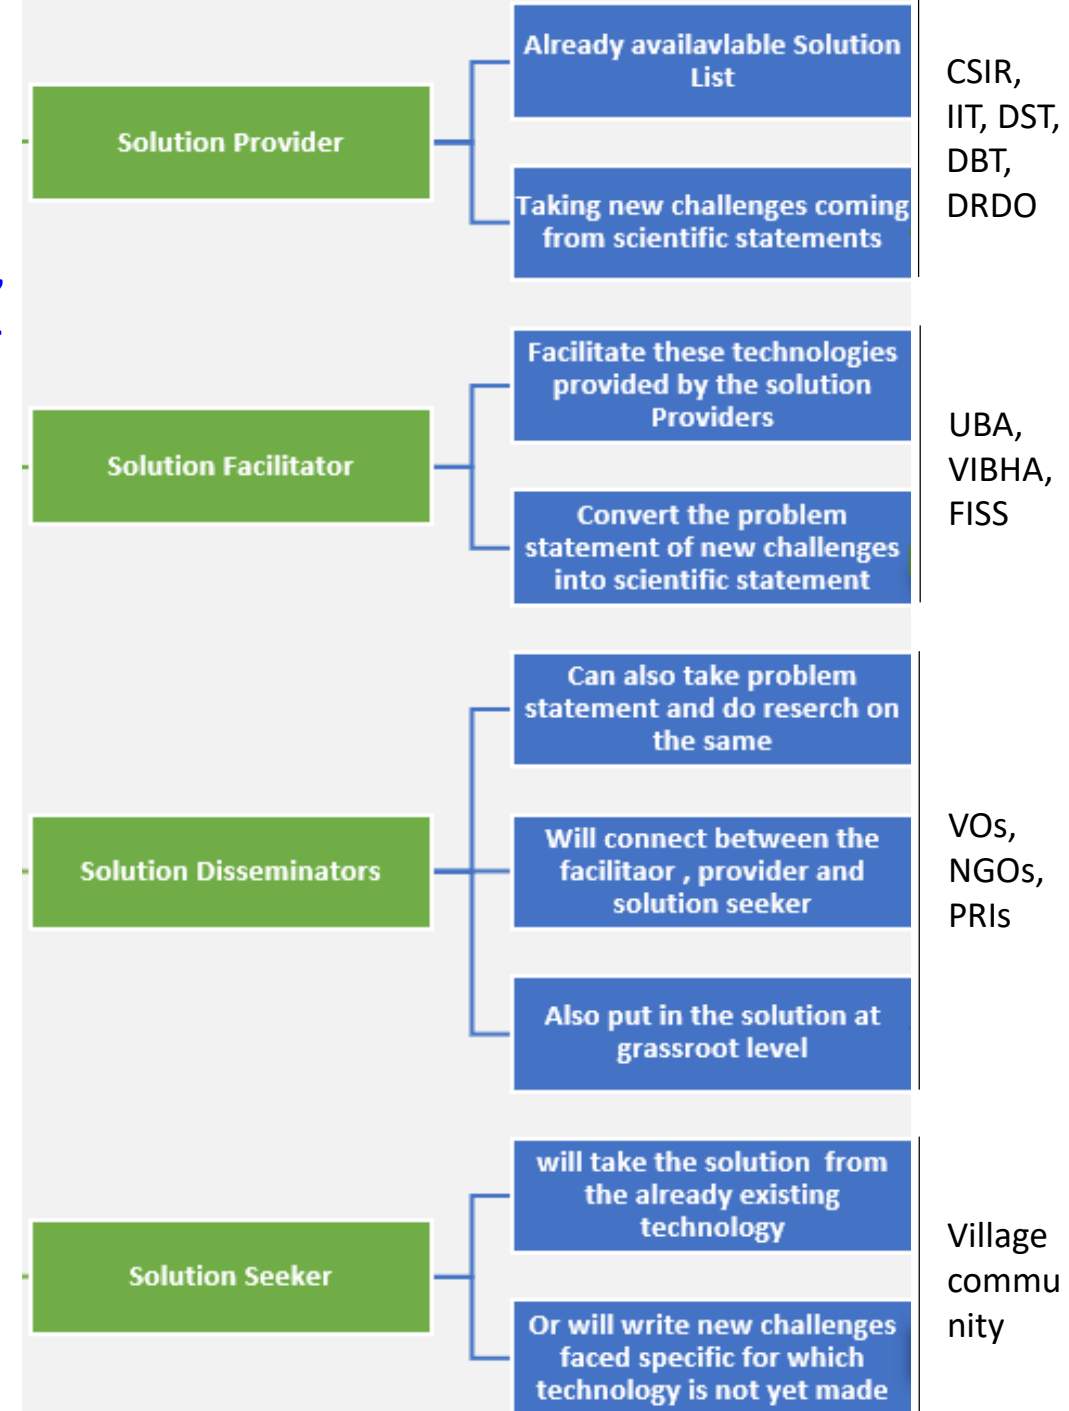 Solution Provider
Already availavlable Solution
List
Taking new challenges coming
from scientific statements
CSIR,
IIT, DST,
DBT,
DRDO
Solution Facilitator
Facilitate these technologies
provided by the solution
Providers
Convert the problem
statement of new challenges
into scientific statement
UBA,
VIBHA,
FISS
Solution Disseminators
Can also take problem
statement and do reserch on
the same
Will connect between the
facilitaor , provider and
solution seeker
Also put in the solution at
grassroot level
VOs,
NGOs,
PRIs
Solution Seeker
will take the solution  from
the already existing
technology
Or will write new challenges
faced specific for which
technology is not yet made
Village
commu
nity